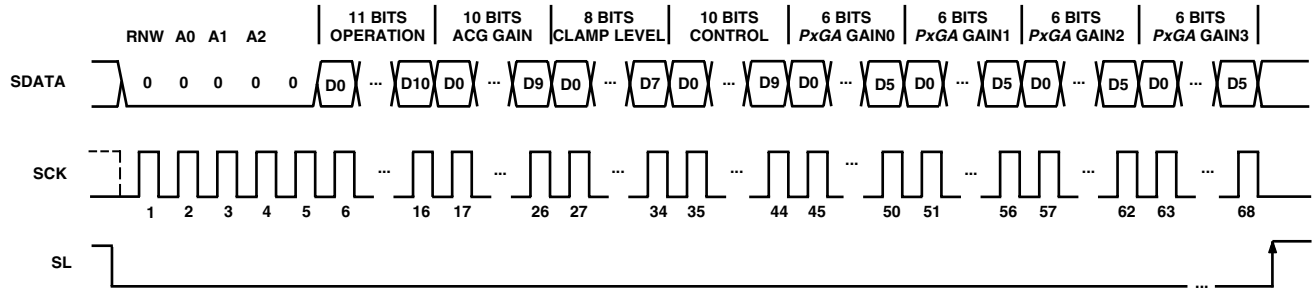 11 BITS OPERATION
10 BITS ACG GAIN
8 BITS CLAMP LEVEL
10 BITS CONTROL
6 BITS PxGA GAIN0
6 BITS PxGA GAIN1
6 BITS PxGA GAIN2
6 BITS PxGA GAIN3
RNW A0 A1 A2
SDATA 0 0 0 0 0 D0 ... D10 D0 ... D9 D0 ... D7 D0 ... D9 D0 ... D5 D0 ... D5 D0 ... D5 D0 ... D5
SCK ... ... ... ... ... ... ... ...
1 2 3 4 5 6 16 17 26 27 34 35 44 45 50 51 56 57 62 63 68
SL ...